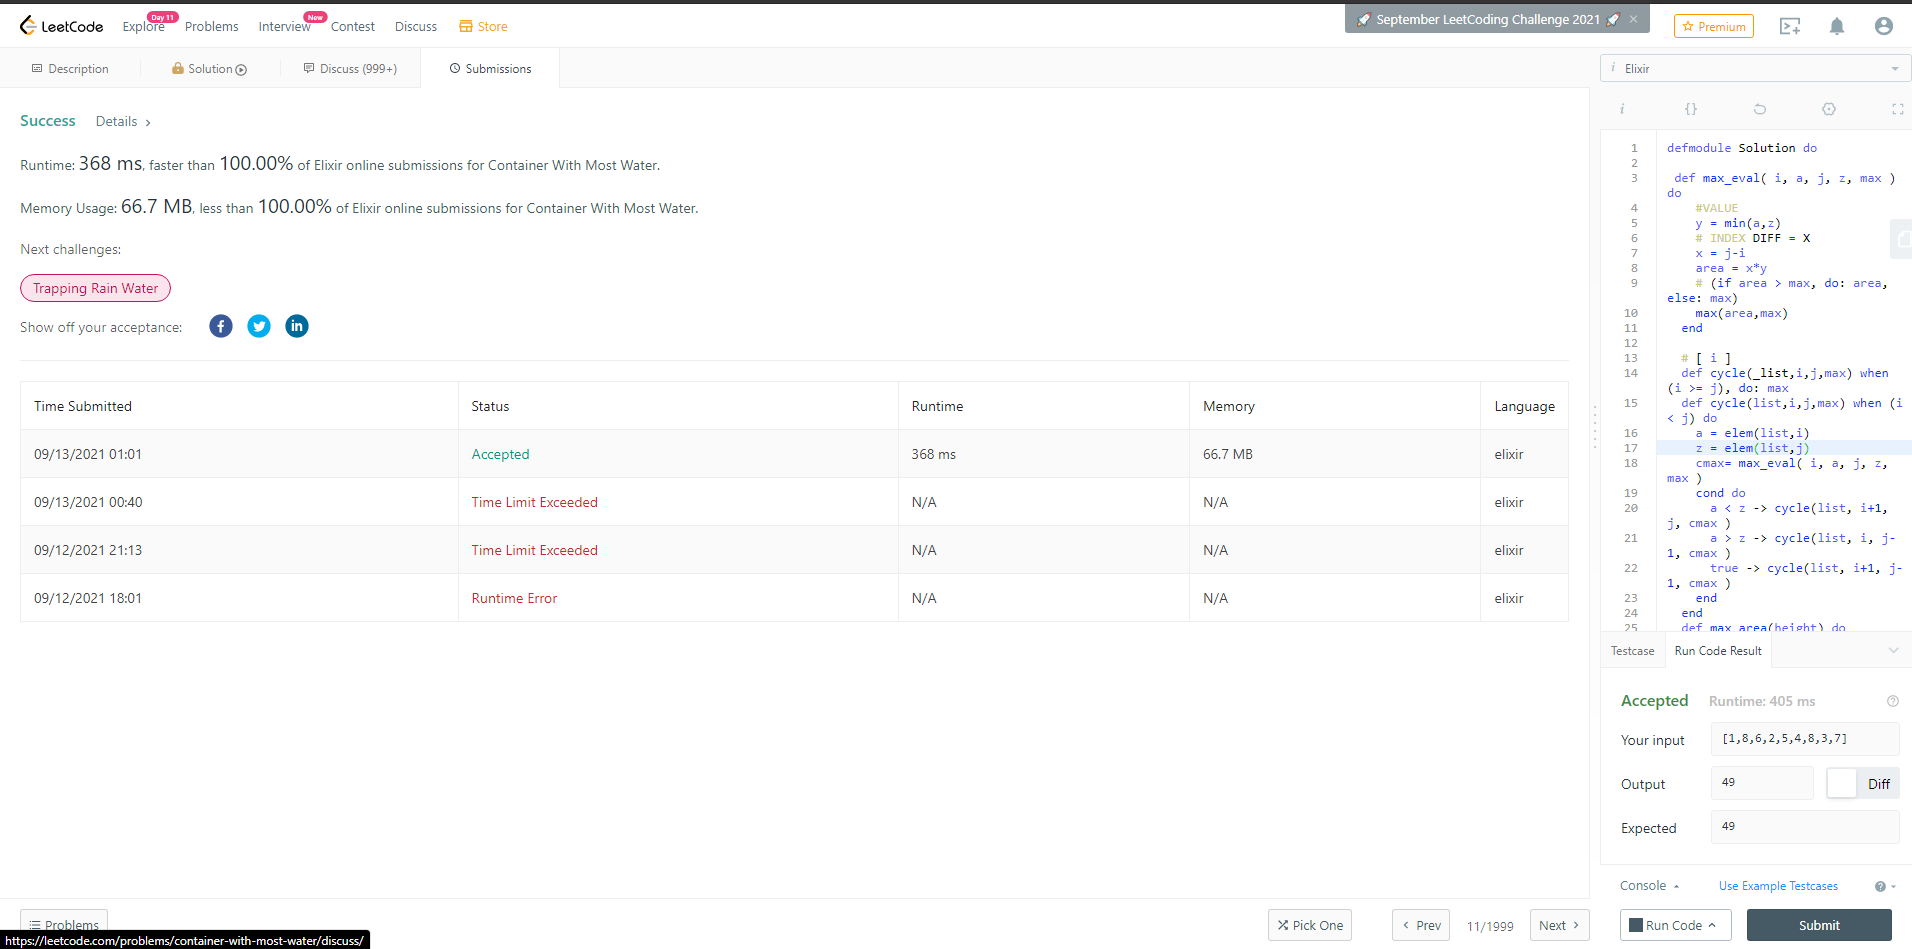 LeetCode
Explore
Day 11
Problems
Interview
New
Contest
Discuss
Store
🚀 September LeetCoding Challenge 2021 🚀 ×
Premium
Description
Solution
Discuss (999+)
Submissions
i Elixir
Success
Details >
Runtime: 368 ms, faster than 100.00% of Elixir online submissions for Container With Most Water.
Memory Usage: 66.7 MB, less than 100.00% of Elixir online submissions for Container With Most Water.
Next challenges:
Trapping Rain Water
Show off your acceptance:
Time Submitted Status Runtime Memory Language
09/13/2021 01:01 Accepted 368 ms 66.7 MB elixir
09/13/2021 00:40 Time Limit Exceeded N/A N/A elixir
09/12/2021 21:13 Time Limit Exceeded N/A N/A elixir
09/12/2021 18:01 Runtime Error N/A N/A elixir
i {}
1 defmodule Solution do
2
3 def max_eval( i, a, j, z, max )
do
4 #VALUE
5 y = min(a,z)
6 # INDEX DIFF = X
7 x = j-i
8 area = x*y
9 # (if area > max, do: area,
else: max)
10 max(area,max)
11 end
12
13 # [ i ]
14 def cycle(_list,i,j,max) when
(i >= j), do: max
15 def cycle(list,i,j,max) when (i
< j) do
16 a = elem(list,i)
17 z = elem(list,j)
18 cmax= max_eval( i, a, j, z,
max )
19 cond do
20 a < z -> cycle(list, i+1,
j, cmax )
21 a > z -> cycle(list, i, j-
1, cmax )
22 true -> cycle(list, i+1, j-
1, cmax )
23 end
24 end
25 def max_area(height) do
Testcase
Run Code Result
Accepted
Runtime: 405 ms
Your input
[1,8,6,2,5,4,8,3,7]
Output
49
Diff
Expected
49
Console
Use Example Testcases
Problems
Pick One
< Prev
11/1999
Next >
Run Code
Submit
https://leetcode.com/problems/container-with-most-water/discuss/